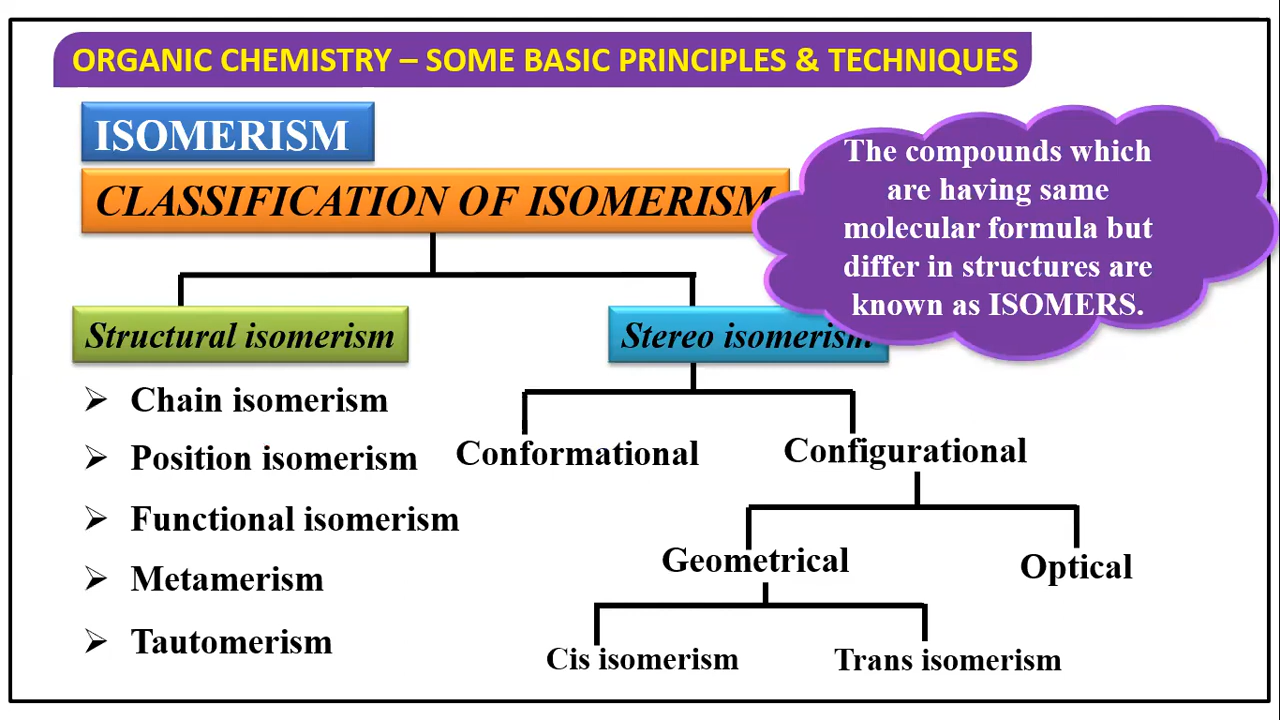 ORGANIC CHEMISTRY – SOME BASIC PRINCIPLES & TECHNIQUES
ISOMERISM
CLASSIFICATION OF ISOMERISM
The compounds which
are having same
molecular formula but
differ in structures are
known as ISOMERS.
Structural isomerism
Stereo isomerism
➢ Chain isomerism
➢ Position isomerism
➢ Functional isomerism
➢ Metamerism
➢ Tautomerism
Conformational
Configurational
Geometrical
Optical
Cis isomerism
Trans isomerism